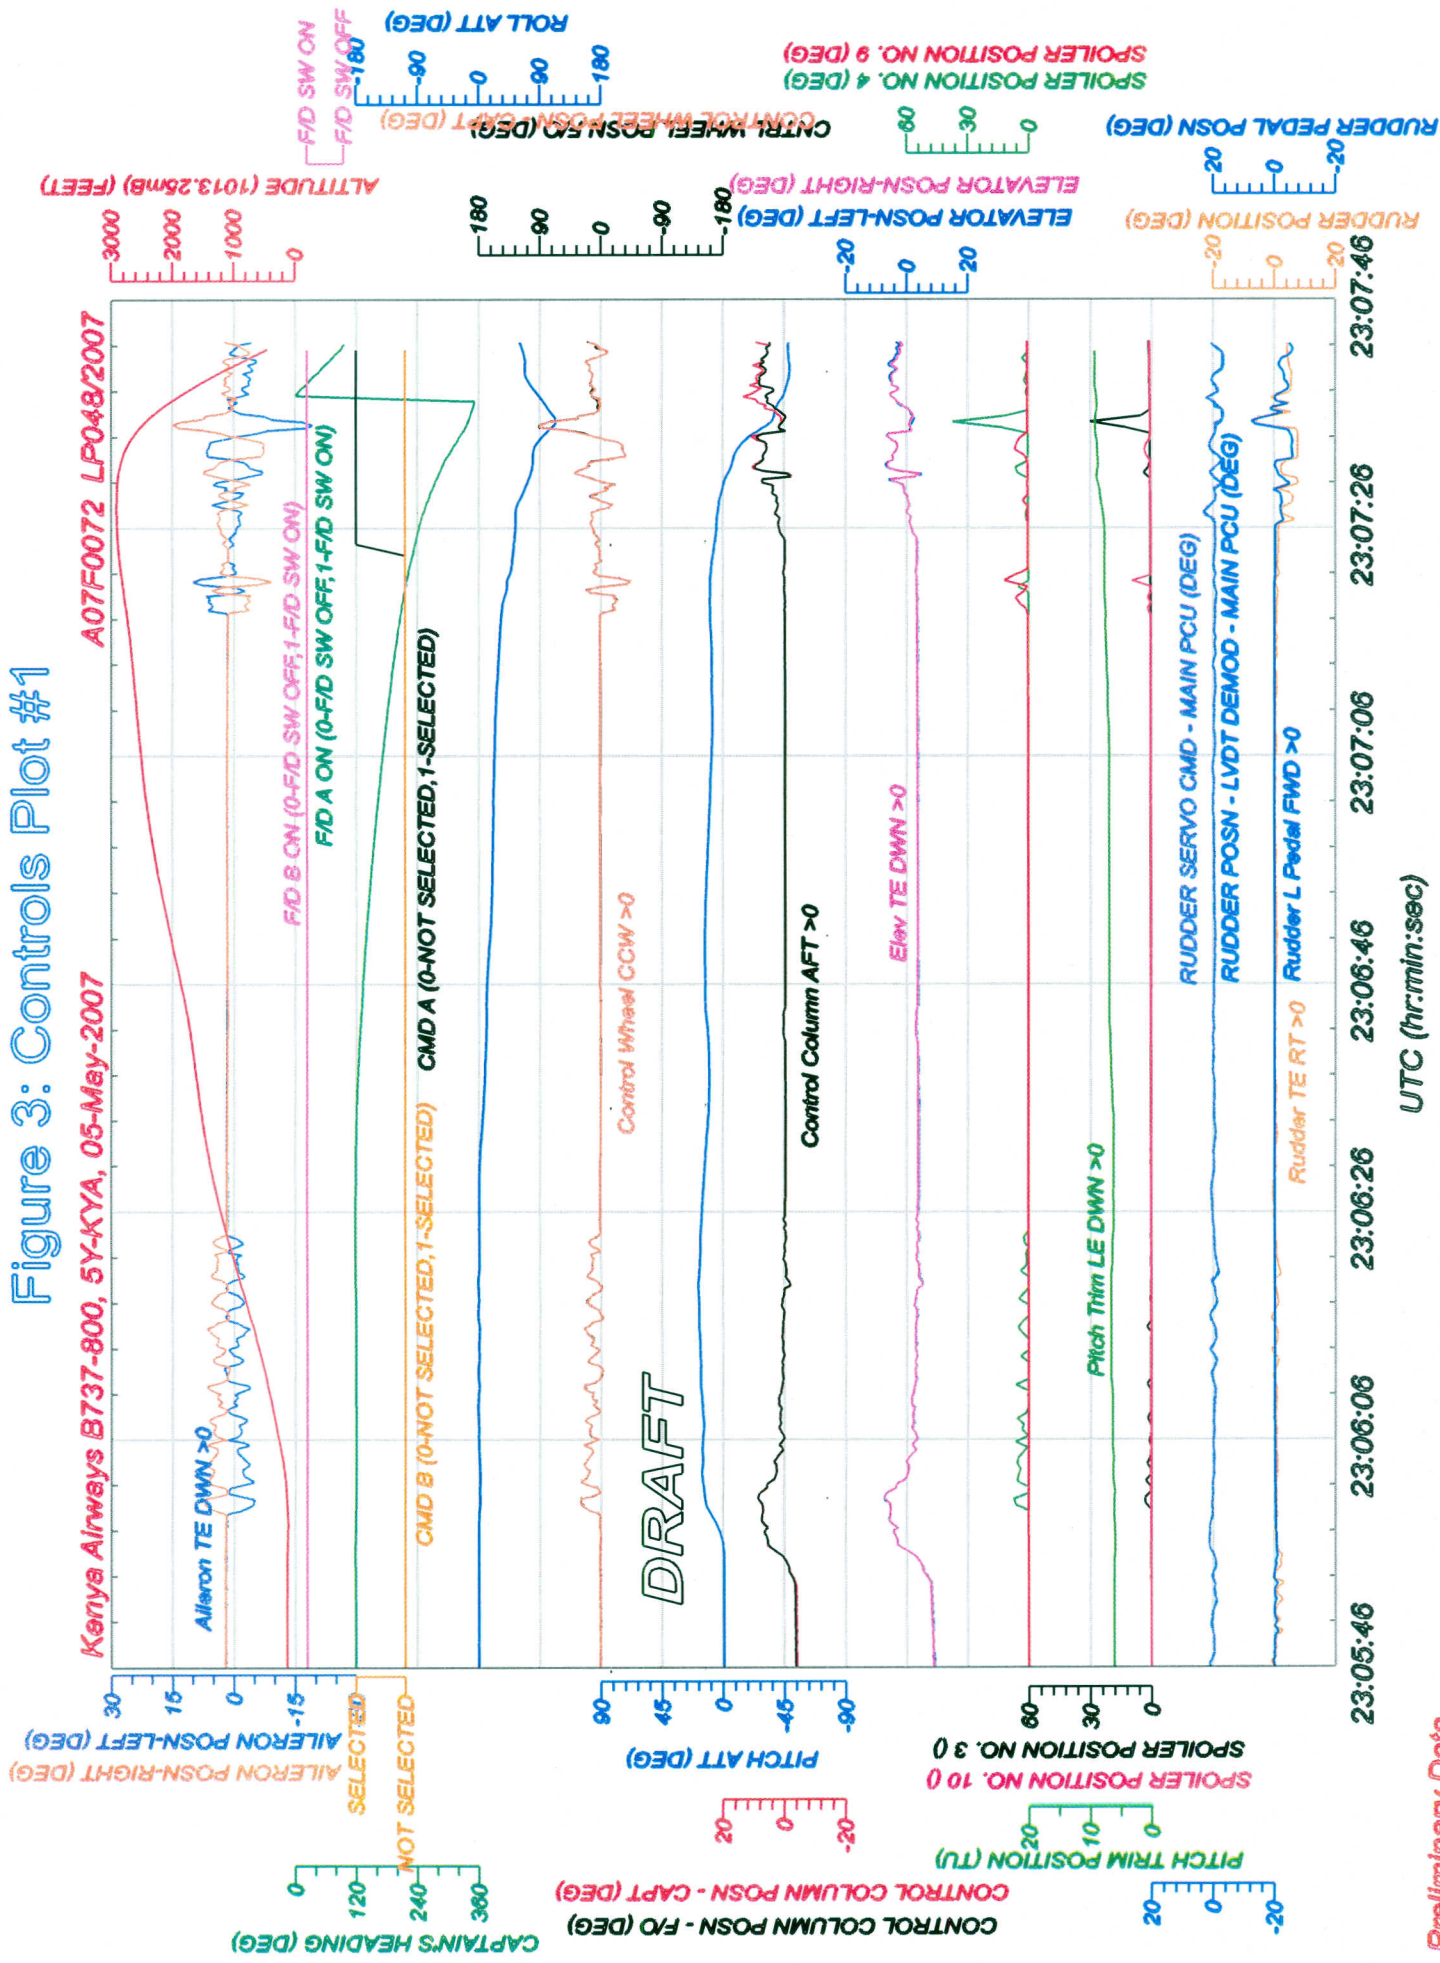 Figure 3: Controls Plot #1
Kenya Airways B737-800, 5Y-KYA, 05-May-2007
A07F0072 LP048/2007
AILERON POSN-RIGHT (DEG)
AILERON POSN-LEFT (DEG)
30
15
0
-15
SELECTED
NOT SELECTED
CAPTAIN'S HEADING (DEG)
0
120
240
360
PITCH ATT (DEG)
90
45
0
-45
-90
CONTROL COLUMN POSN - CAPT (DEG)
CONTROL COLUMN POSN - F/O (DEG)
20
0
-20
SPOILER POSITION NO. 3 ()
SPOILER POSITION NO. 10 ()
60
30
0
PITCH TRIM POSITION (TU)
20
10
0
20
0
-20
Aileron TE DWN >0
F/D B ON (0-F/D SW OFF,1-F/D SW ON)
F/D A ON (0-F/D SW OFF,1-F/D SW ON)
CMD B (0-NOT SELECTED,1-SELECTED)
CMD A (0-NOT SELECTED,1-SELECTED)
Control Wheel CCW >0
DRAFT
Control Column AFT >0
Elev TE DWN >0
Pitch Trim LE DWN >0
RUDDER SERVO CMD - MAIN PCU (DEG)
RUDDER POSN - LVDT DEMOD - MAIN PCU (DEG)
Rudder L Pedal FWD >0
Rudder TE RT >0
ALTITUDE (1013.25mB) (FEET)
3000
2000
1000
0
F/D SW ON
F/D SW OFF
ROLL ATT (DEG)
-180
-90
0
90
180
CONTROL WHEEL POSN - CAPT (DEG)
CNTRL WHEEL POSN-F/O (DEG)
180
90
0
-90
-180
ELEVATOR POSN-RIGHT (DEG)
ELEVATOR POSN-LEFT (DEG)
-20
0
20
SPOILER POSITION NO. 9 (DEG)
SPOILER POSITION NO. 4 (DEG)
60
30
0
RUDDER PEDAL POSN (DEG)
20
0
-20
RUDDER POSITION (DEG)
-20
0
20
23:05:46
23:06:06
23:06:26
23:06:46
23:07:06
23:07:26
23:07:46
UTC (hr:min:sec)
Preliminary Data